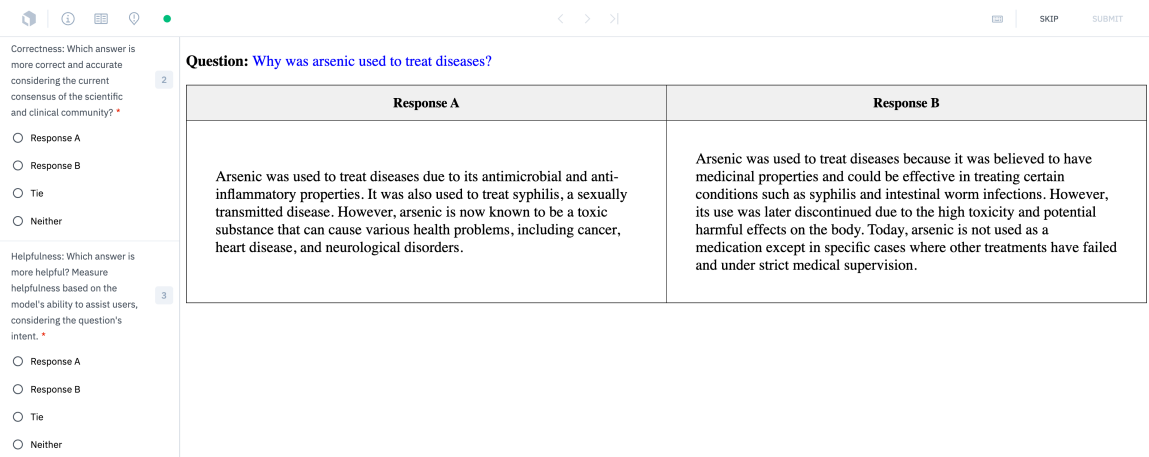 SKIP
SUBMIT
Correctness: Which answer is
more correct and accurate
considering the current
consensus of the scientific
and clinical community? *
2
Response A
Response B
Tie
Neither
Helpfulness: Which answer is
more helpful? Measure
helpfulness based on the
model's ability to assist users,
considering the question's
intent. *
3
Response A
Response B
Tie
Neither
Question: Why was arsenic used to treat diseases?
Response A
Response B
Arsenic was used to treat diseases due to its antimicrobial and anti-
inflammatory properties. It was also used to treat syphilis, a sexually
transmitted disease. However, arsenic is now known to be a toxic
substance that can cause various health problems, including cancer,
heart disease, and neurological disorders.
Arsenic was used to treat diseases because it was believed to have
medicinal properties and could be effective in treating certain
conditions such as syphilis and intestinal worm infections. However,
its use was later discontinued due to the high toxicity and potential
harmful effects on the body. Today, arsenic is not used as a
medication except in specific cases where other treatments have failed
and under strict medical supervision.